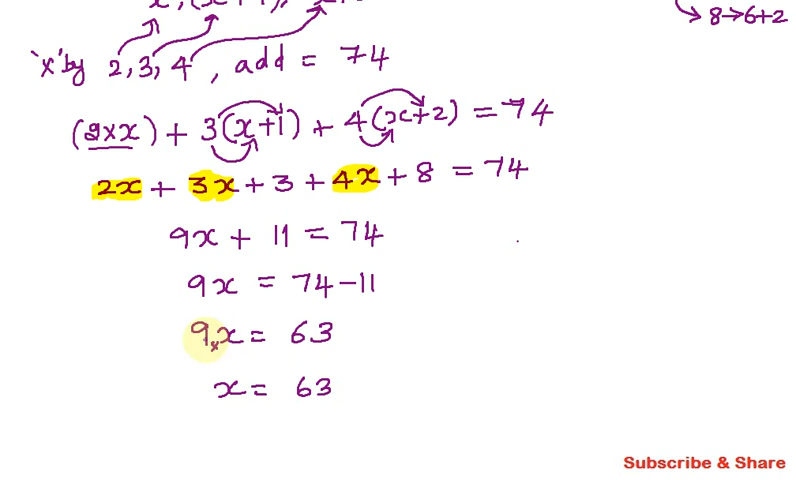 8→6+2
'x' by 2, 3, 4, add = 74
(2×x) + 3(x+1) + 4(x+2) = 74
2x + 3x + 3 + 4x + 8 = 74
9x + 11 = 74
9x = 74-11
9×x = 63
x = 63
Subscribe & Share